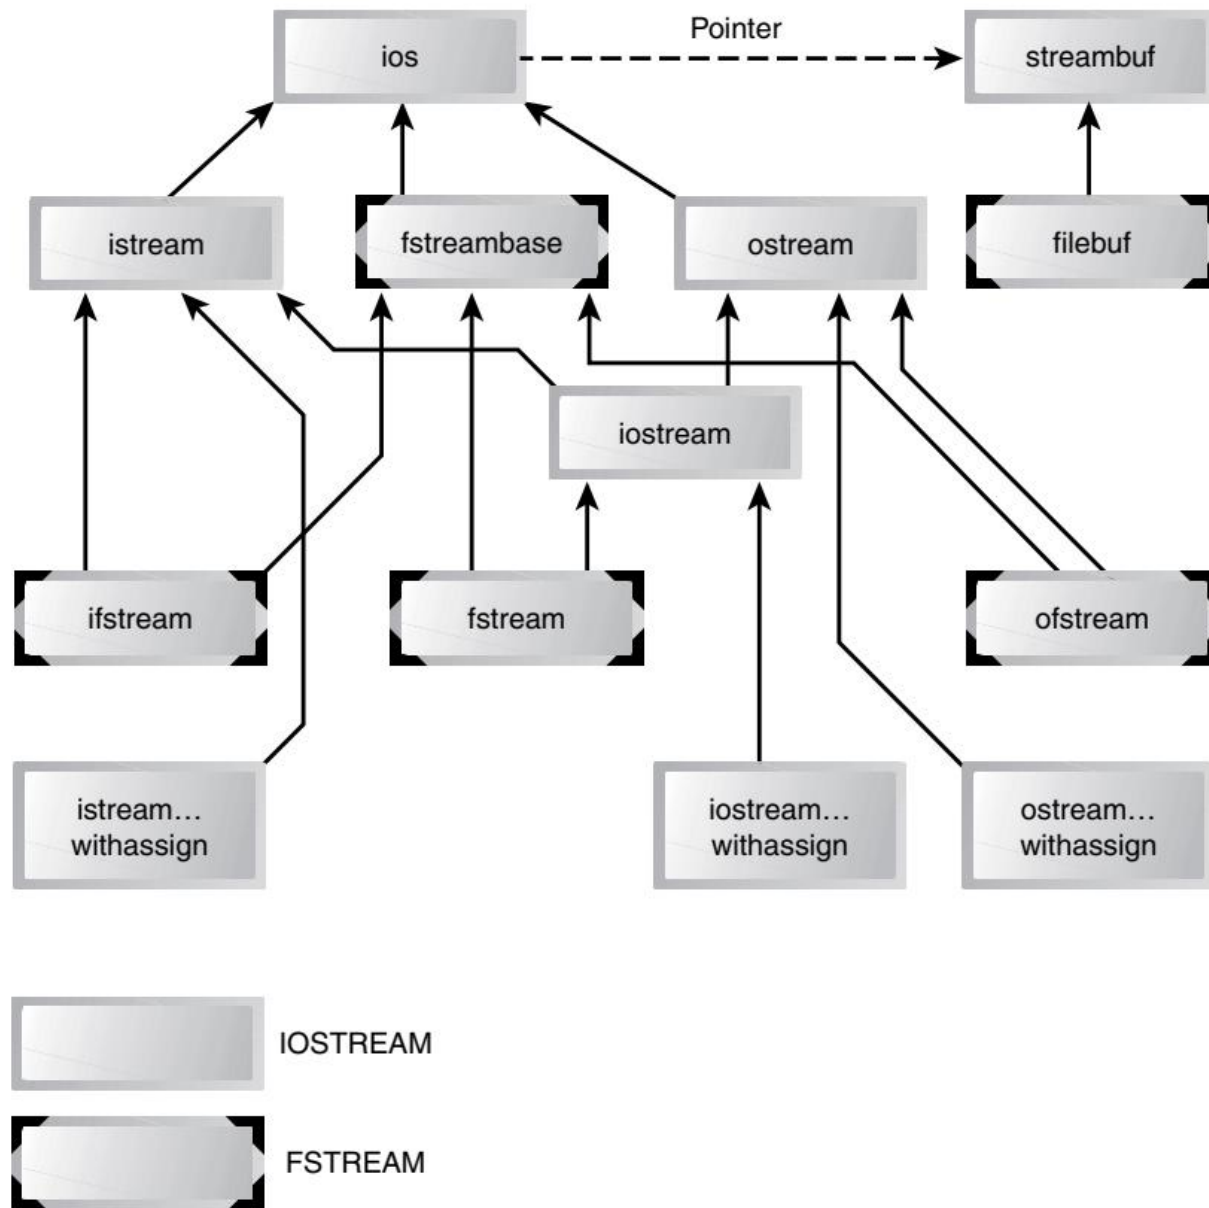 Pointer
ios
streambuf
istream
fstreambase
ostream
filebuf
iostream
ifstream
fstream
ofstream
istream…
withassign
iostream…
withassign
ostream…
withassign
IOSTREAM
FSTREAM